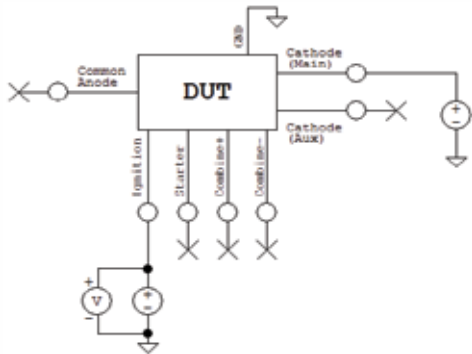 GND
Cathode
(Main)
Common
Anode
DUT
Cathode
(Aux)
Ignition
Starter
Combine+
Combine-
+
-
+
V
-
+
-